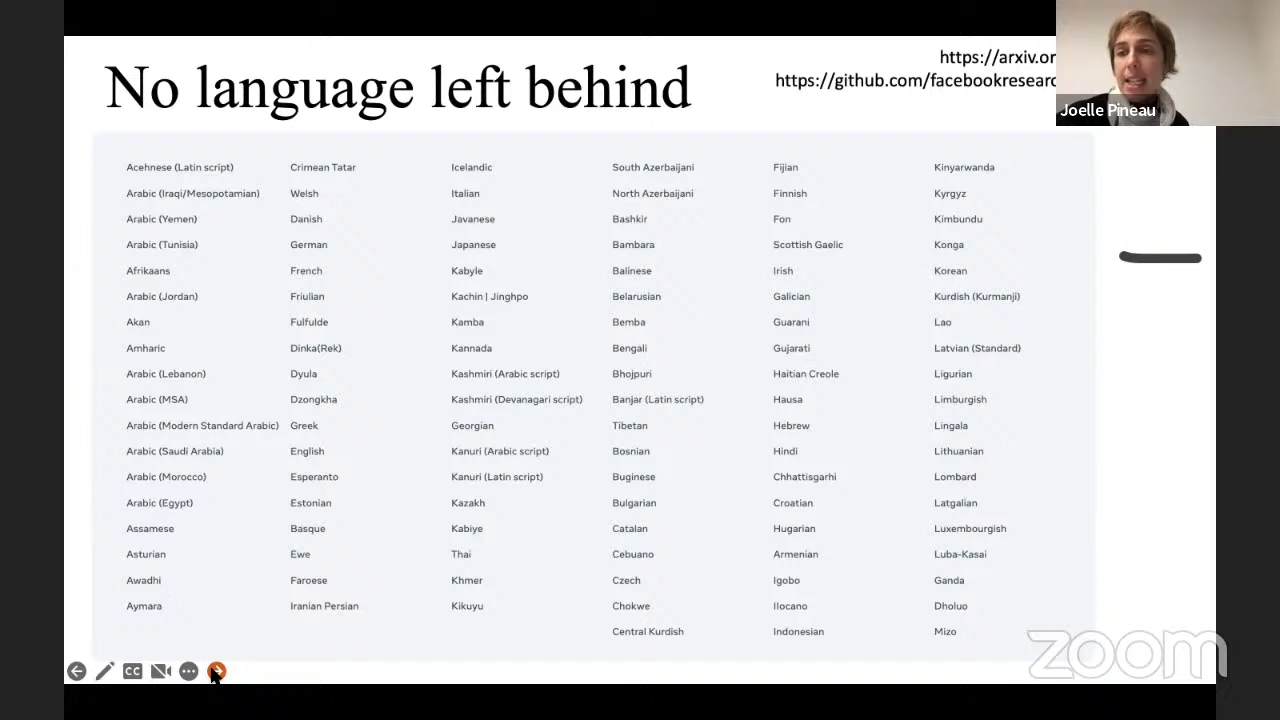 No language left behind
https://arxiv.or
https://github.com/facebookresearc
Joelle Pineau
Acehnese (Latin script)
Arabic (Iraqi/Mesopotamian)
Arabic (Yemen)
Arabic (Tunisia)
Afrikaans
Arabic (Jordan)
Akan
Amharic
Arabic (Lebanon)
Arabic (MSA)
Arabic (Modern Standard Arabic)
Arabic (Saudi Arabia)
Arabic (Morocco)
Arabic (Egypt)
Assamese
Asturian
Awadhi
Aymara
Crimean Tatar
Welsh
Danish
German
French
Friulian
Fulfulde
Dinka(Rek)
Dyula
Dzongkha
Greek
English
Esperanto
Estonian
Basque
Ewe
Faroese
Iranian Persian
Icelandic
Italian
Javanese
Japanese
Kabyle
Kachin | Jinghpo
Kamba
Kannada
Kashmiri (Arabic script)
Kashmiri (Devanagari script)
Georgian
Kanuri (Arabic script)
Kanuri (Latin script)
Kazakh
Kabiye
Thai
Khmer
Kikuyu
South Azerbaijani
North Azerbaijani
Bashkir
Bambara
Balinese
Belarusian
Bemba
Bengali
Bhojpuri
Banjar (Latin script)
Tibetan
Bosnian
Buginese
Bulgarian
Catalan
Cebuano
Czech
Chokwe
Central Kurdish
Fijian
Finnish
Fon
Scottish Gaelic
Irish
Galician
Guarani
Gujarati
Haitian Creole
Hausa
Hebrew
Hindi
Chhattisgarhi
Croatian
Hugarian
Armenian
Igobo
Ilocano
Indonesian
Kinyarwanda
Kyrgyz
Kimbundu
Konga
Korean
Kurdish (Kurmanji)
Lao
Latvian (Standard)
Ligurian
Limburgish
Lingala
Lithuanian
Lombard
Latgalian
Luxembourgish
Luba-Kasai
Ganda
Dholuo
Mizo
CC
zoom